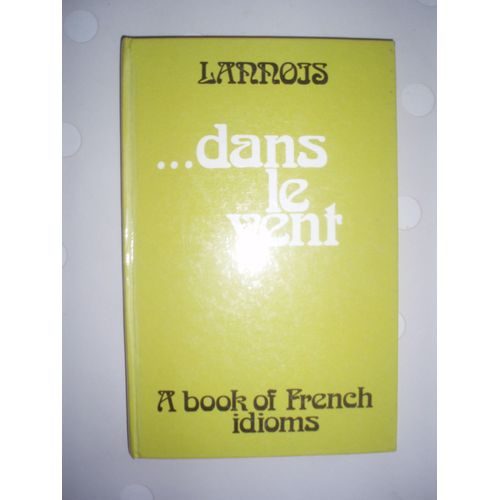 LANNOIS
...dans
le
vent
A book of French
idioms